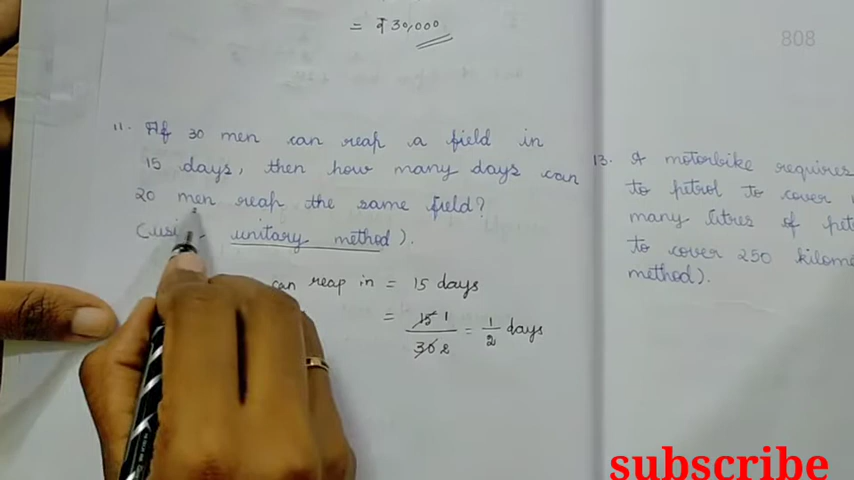 = ₹ 30,000
808
11. If 30 men can reap a field in
15 days, then how many days can
20 men reap the same field?
unitary method).
can reap in = 15 days
= 15 1 / 30 2 = 1/2 days
13. A motorbike requires
to petrol to cover
many litres of
to cover 250
method).
subscribe